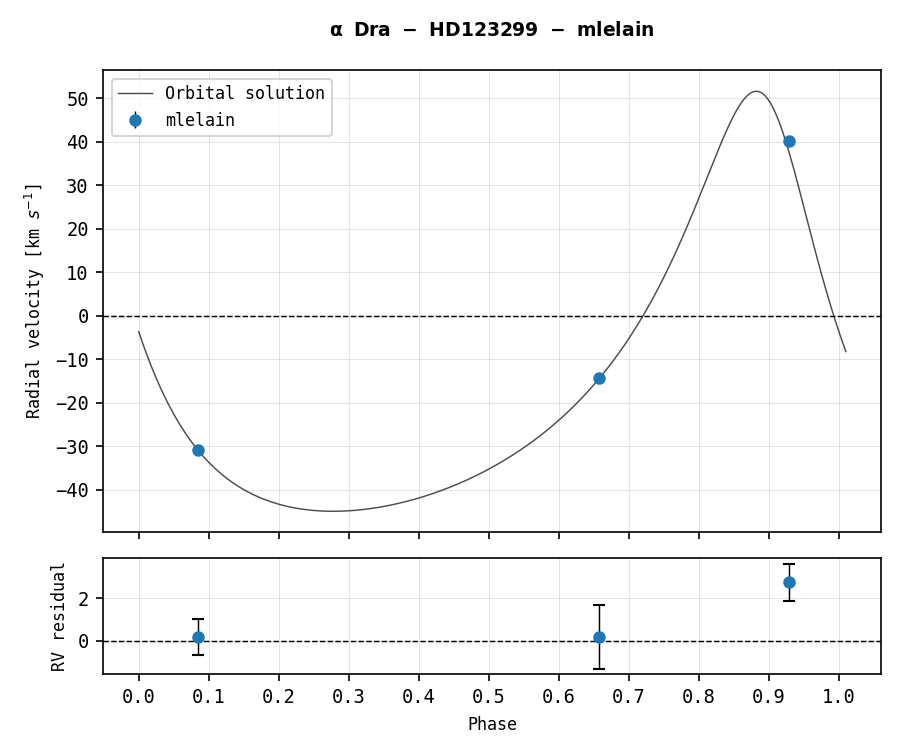 α Dra − HD123299 − mlelain
Radial velocity [km s⁻¹]
50
40
30
20
10
0
−10
−20
−30
−40
Orbital solution
mlelain
RV residual
2
0
0.0 0.1 0.2 0.3 0.4 0.5 0.6 0.7 0.8 0.9 1.0
Phase